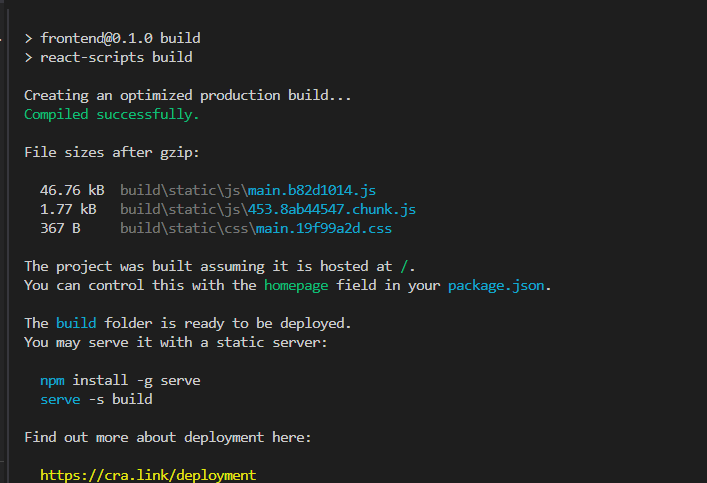 > frontend@0.1.0 build
> react-scripts build
Creating an optimized production build...
Compiled successfully.
File sizes after gzip:
46.76 kB  build\static\js\main.b82d1014.js
1.77 kB   build\static\js\453.8ab44547.chunk.js
367 B     build\static\css\main.19f99a2d.css
The project was built assuming it is hosted at /.
You can control this with the homepage field in your package.json.
The build folder is ready to be deployed.
You may serve it with a static server:
npm install -g serve
serve -s build
Find out more about deployment here:
https://cra.link/deployment